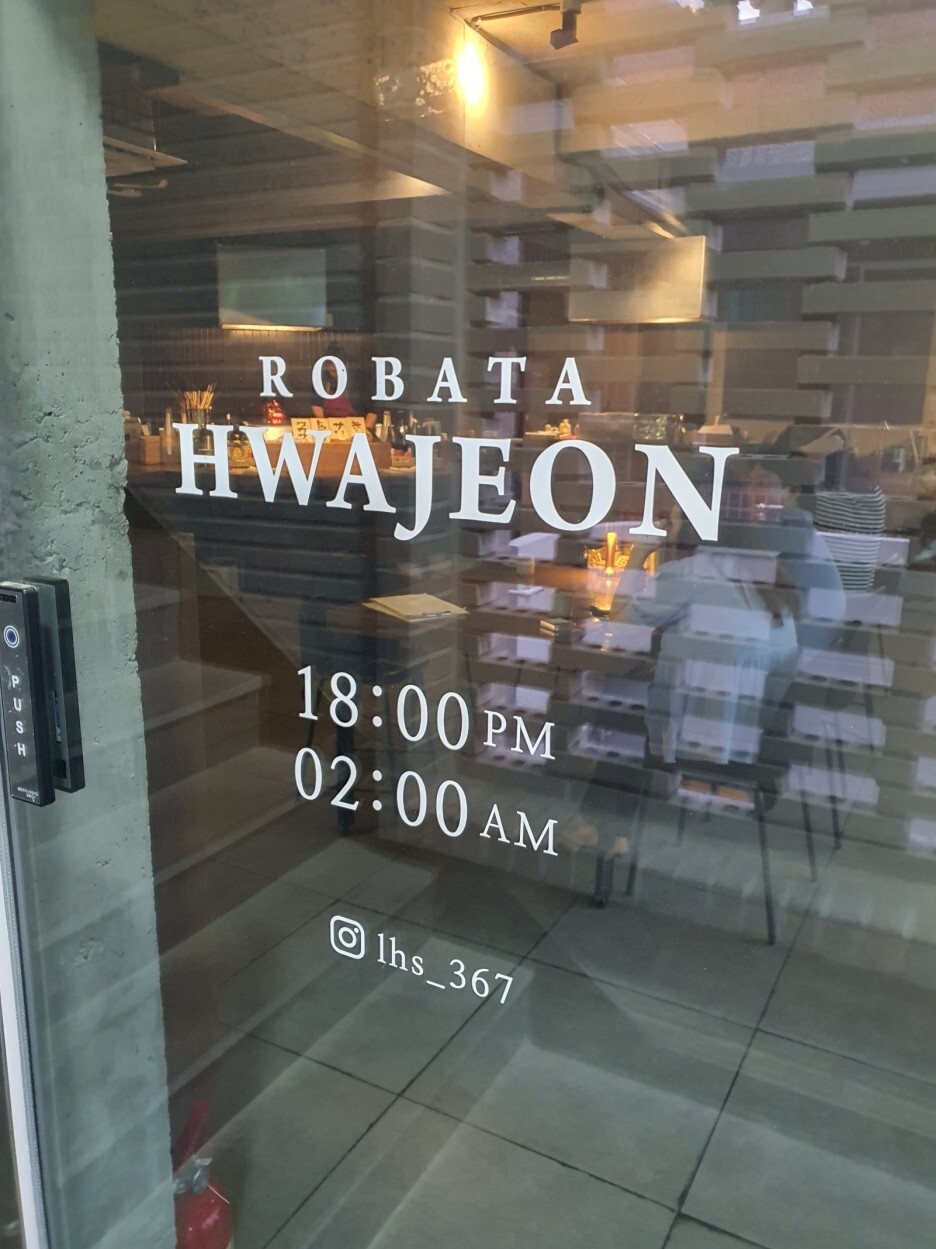 ROBATA
HWAJEON
18:00 PM
02:00 AM
lhs_367
PUSH